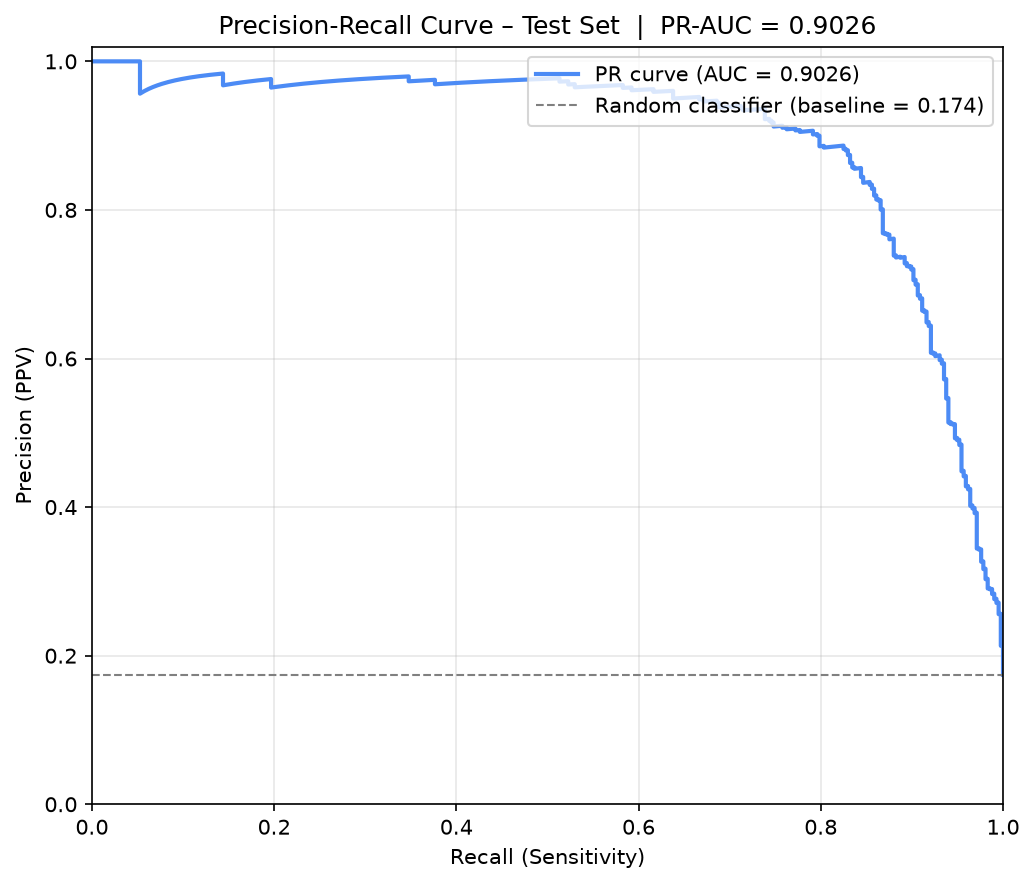 Precision-Recall Curve – Test Set | PR-AUC = 0.9026
PR curve (AUC = 0.9026)
Random classifier (baseline = 0.174)
Precision (PPV)
1.0
0.8
0.6
0.4
0.2
0.0
0.0 0.2 0.4 0.6 0.8 1.0
Recall (Sensitivity)